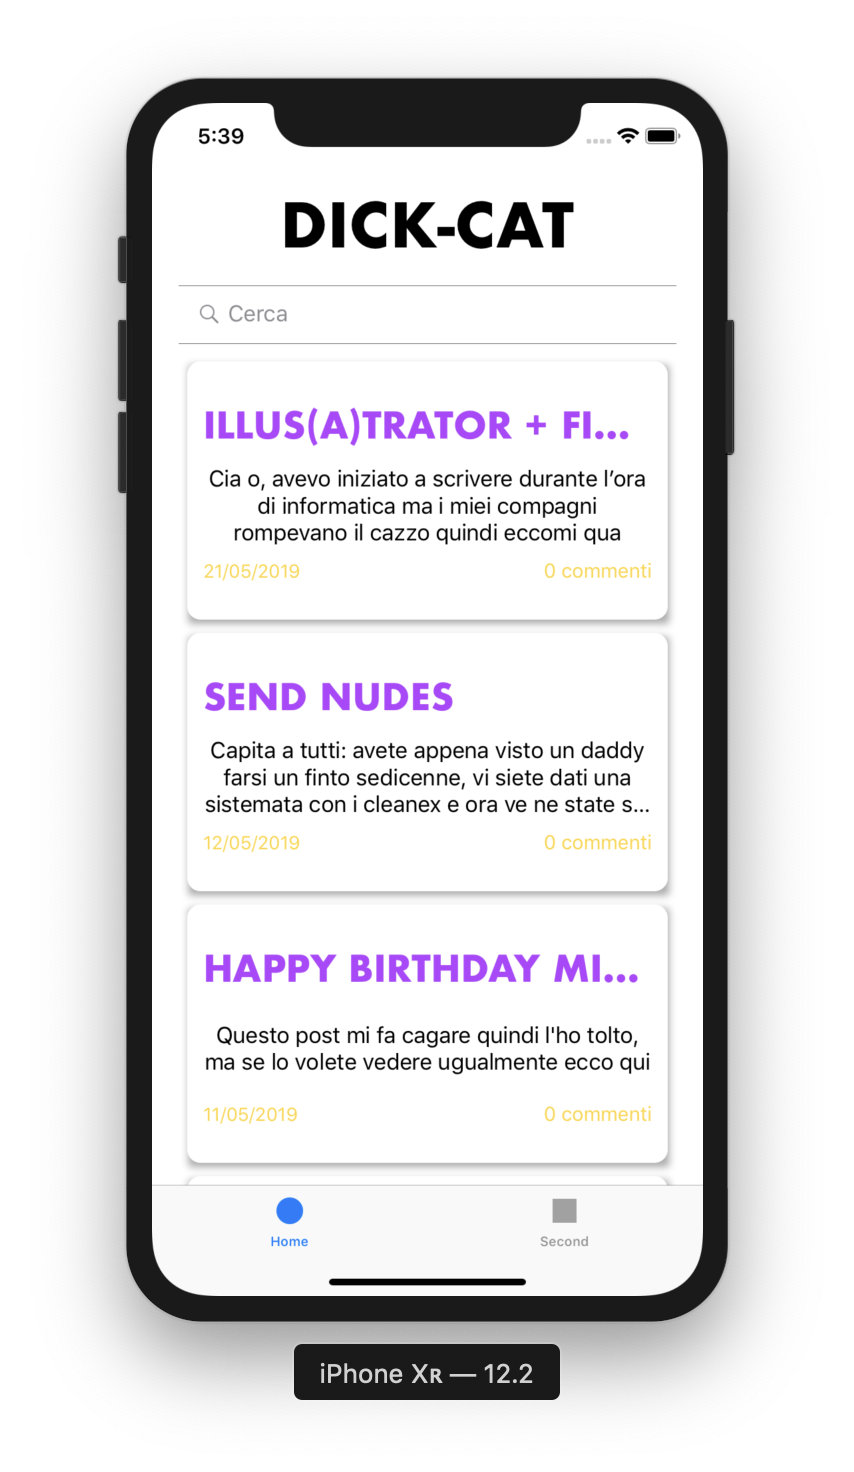 5:39
DICK-CAT
Cerca
ILLUS(A)TRATOR + FI...
Cia o, avevo iniziato a scrivere durante l’ora
di informatica ma i miei compagni
rompevano il cazzo quindi eccomi qua
21/05/2019 0 commenti
SEND NUDES
Capita a tutti: avete appena visto un daddy
farsi un finto sedicenne, vi siete dati una
sistemata con i cleanex e ora ve ne state s...
12/05/2019 0 commenti
HAPPY BIRTHDAY MI...
Questo post mi fa cagare quindi l'ho tolto,
ma se lo volete vedere ugualmente ecco qui
11/05/2019 0 commenti
Home Second
iPhone Xʀ — 12.2